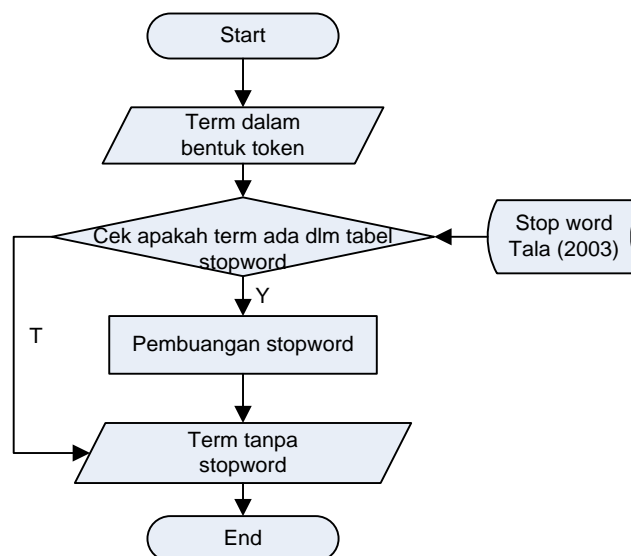 Start
Term dalam
bentuk token
Cek apakah term ada dlm tabel
stopword
Stop word
Tala (2003)
Y
T
Pembuangan stopword
Term tanpa
stopword
End